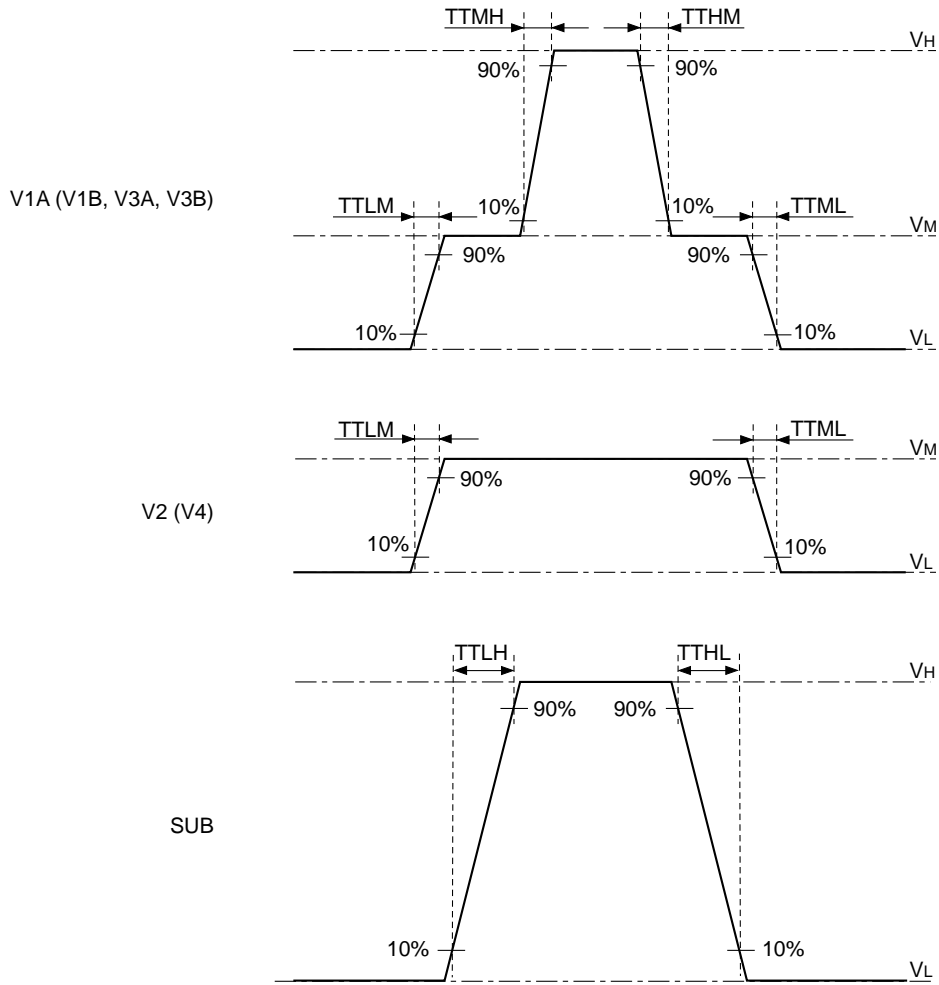 TTMH TTHM
VH
90% 90%
V1A (V1B, V3A, V3B)
TTLM 10% 10% TTML
VM
90% 90%
10% 10%
VL
TTLM TTML
VM
90% 90%
V2 (V4)
10% 10%
VL
TTLH TTHL
VH
90% 90%
SUB
10% 10%
VL